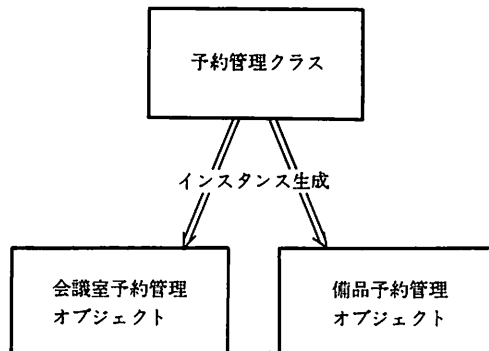 予約管理クラス
インスタンス生成
会議室予約管理
オブジェクト
備品予約管理
オブジェクト